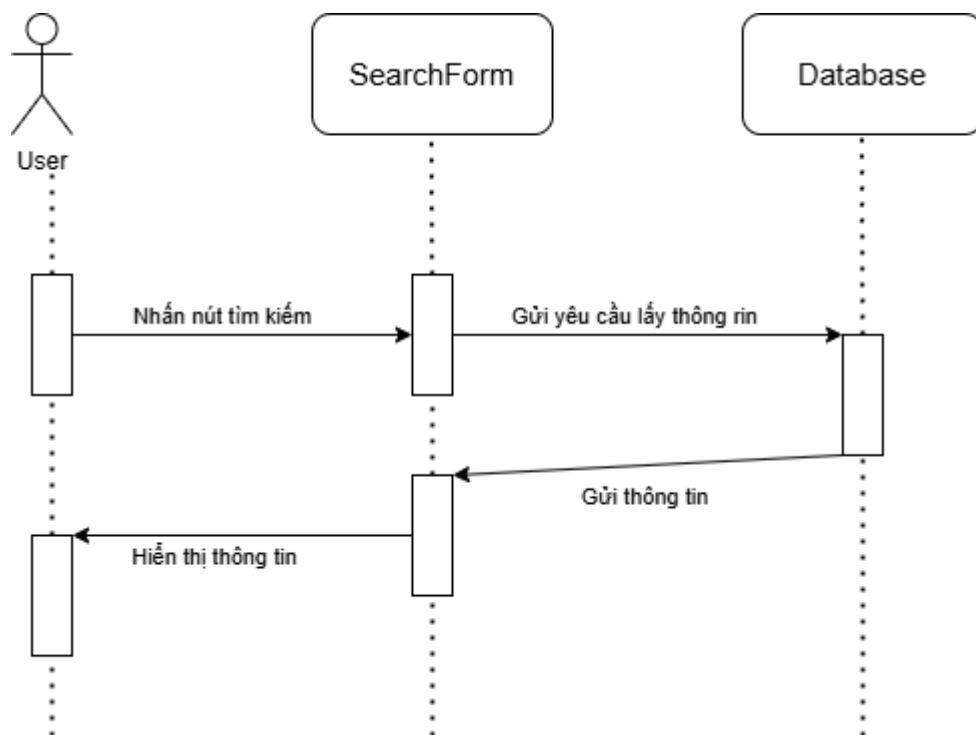 SearchForm
Database
User
Nhấn nút tìm kiếm
Gửi yêu cầu lấy thông rin
Gửi thông tin
Hiển thị thông tin